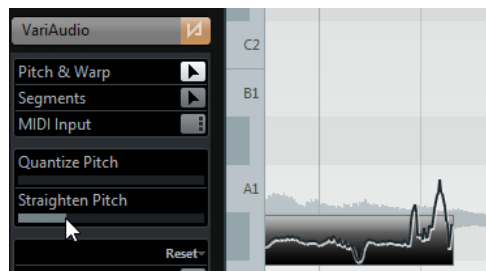 VariAudio
Pitch & Warp
Segments
MIDI Input
Quantize Pitch
Straighten Pitch
Reset
C2
B1
A1